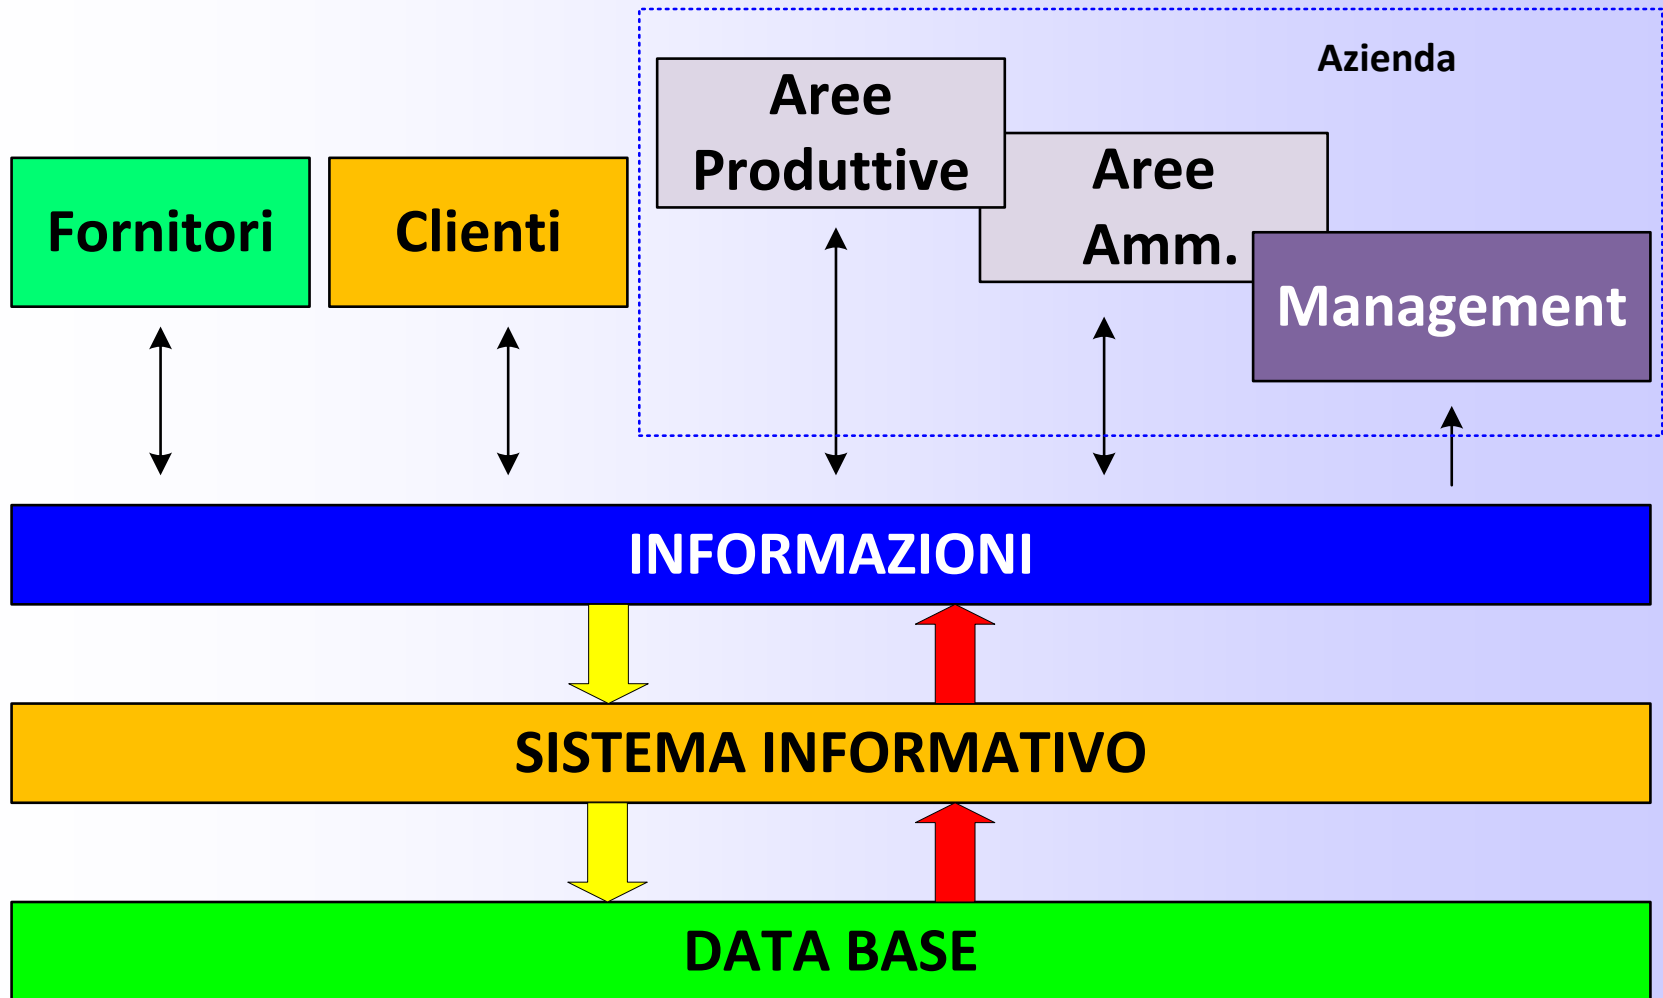 Azienda
Aree
Produttive
Aree
Amm.
Fornitori
Clienti
Management
INFORMAZIONI
SISTEMA INFORMATIVO
DATA BASE